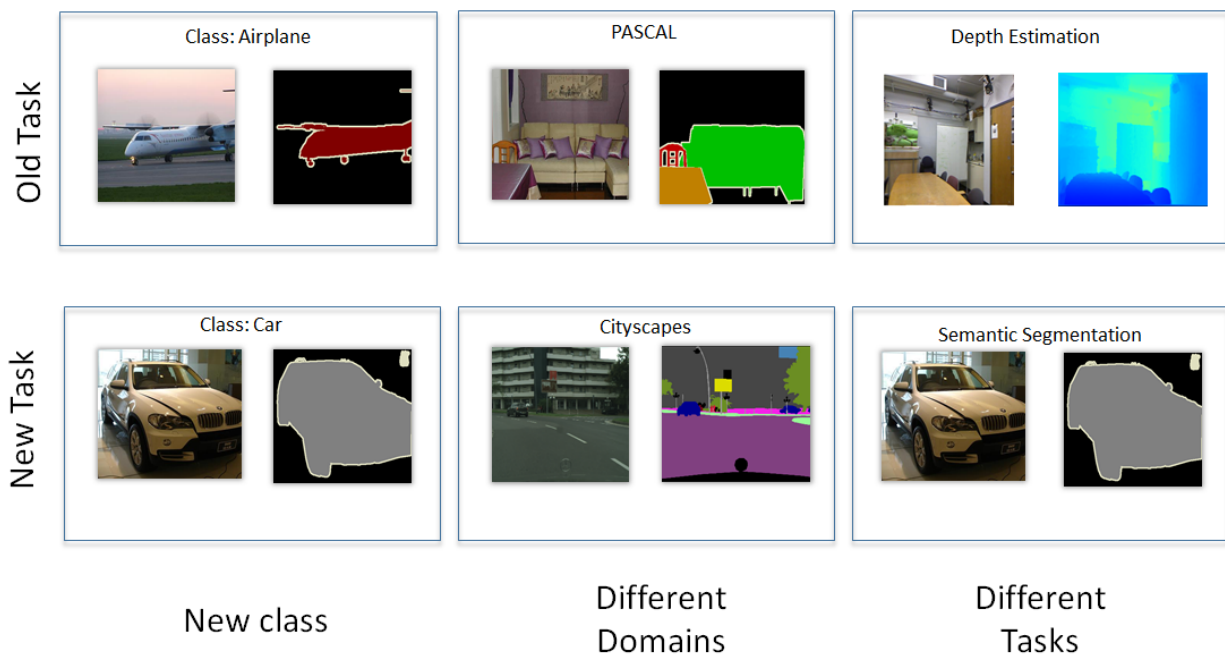 Old Task
Class: Airplane
PASCAL
Depth Estimation
New Task
Class: Car
Cityscapes
Semantic Segmentation
New class
Different
Domains
Different
Tasks